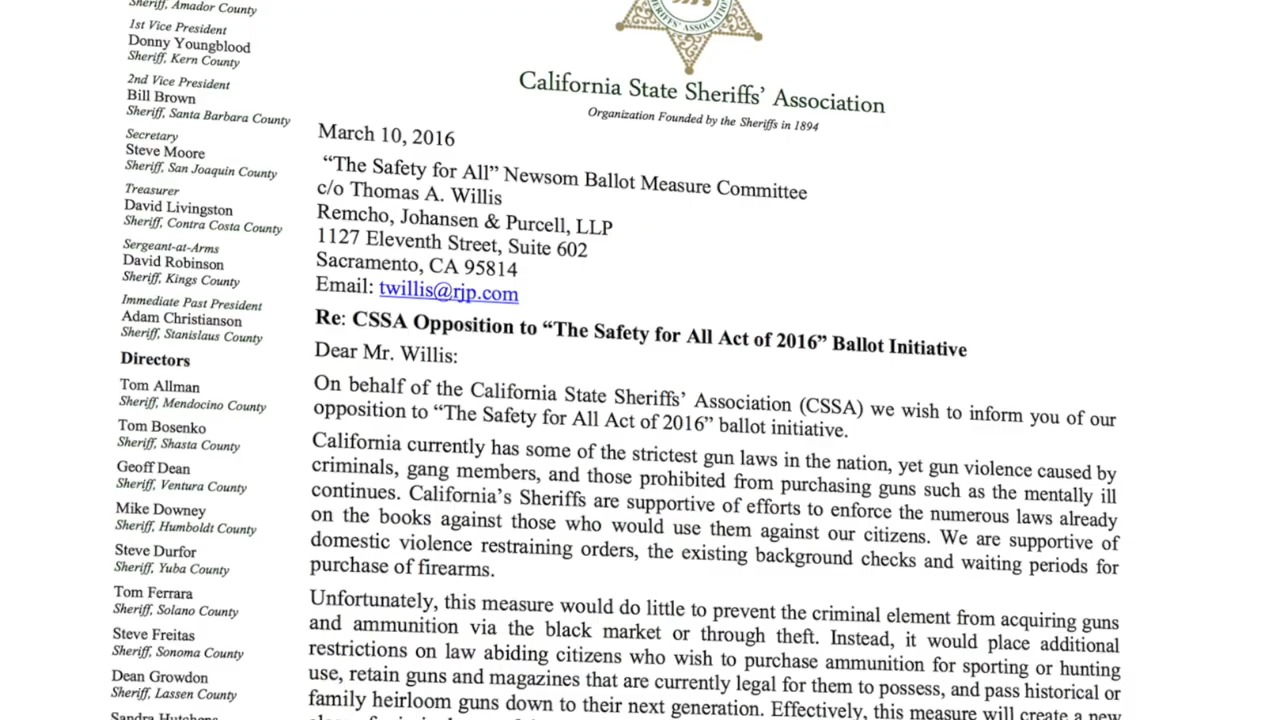 Sheriff, Amador County
1st Vice President
Donny Youngblood
Sheriff, Kern County
2nd Vice President
Bill Brown
Sheriff, Santa Barbara County
Secretary
Steve Moore
Sheriff, San Joaquin County
Treasurer
David Livingston
Sheriff, Contra Costa County
Sergeant-at-Arms
David Robinson
Sheriff, Kings County
Immediate Past President
Adam Christianson
Sheriff, Stanislaus County
Directors
Tom Allman
Sheriff, Mendocino County
Tom Bosenko
Sheriff, Shasta County
Geoff Dean
Sheriff, Ventura County
Mike Downey
Sheriff, Humboldt County
Steve Durfor
Sheriff, Yuba County
Tom Ferrara
Sheriff, Solano County
Steve Freitas
Sheriff, Sonoma County
Dean Growdon
Sheriff, Lassen County
Sandra Hutchens
SHERIFFS' ASSOCIATION
California State Sheriffs' Association
Organization Founded by the Sheriffs in 1894
March 10, 2016
“The Safety for All” Newsom Ballot Measure Committee
c/o Thomas A. Willis
Remcho, Johansen & Purcell, LLP
1127 Eleventh Street, Suite 602
Sacramento, CA 95814
Email: twillis@rjp.com
Re: CSSA Opposition to “The Safety for All Act of 2016” Ballot Initiative
Dear Mr. Willis:
On behalf of the California State Sheriffs' Association (CSSA) we wish to inform you of our
opposition to “The Safety for All Act of 2016” ballot initiative.
California currently has some of the strictest gun laws in the nation, yet gun violence caused by
criminals, gang members, and those prohibited from purchasing guns such as the mentally ill
continues. California's Sheriffs are supportive of efforts to enforce the numerous laws already
on the books against those who would use them against our citizens. We are supportive of
domestic violence restraining orders, the existing background checks and waiting periods for
purchase of firearms.
Unfortunately, this measure would do little to prevent the criminal element from acquiring guns
and ammunition via the black market or through theft. Instead, it would place additional
restrictions on law abiding citizens who wish to purchase ammunition for sporting or hunting
use, retain guns and magazines that are currently legal for them to possess, and pass historical or
family heirloom guns down to their next generation. Effectively, this measure will create a new